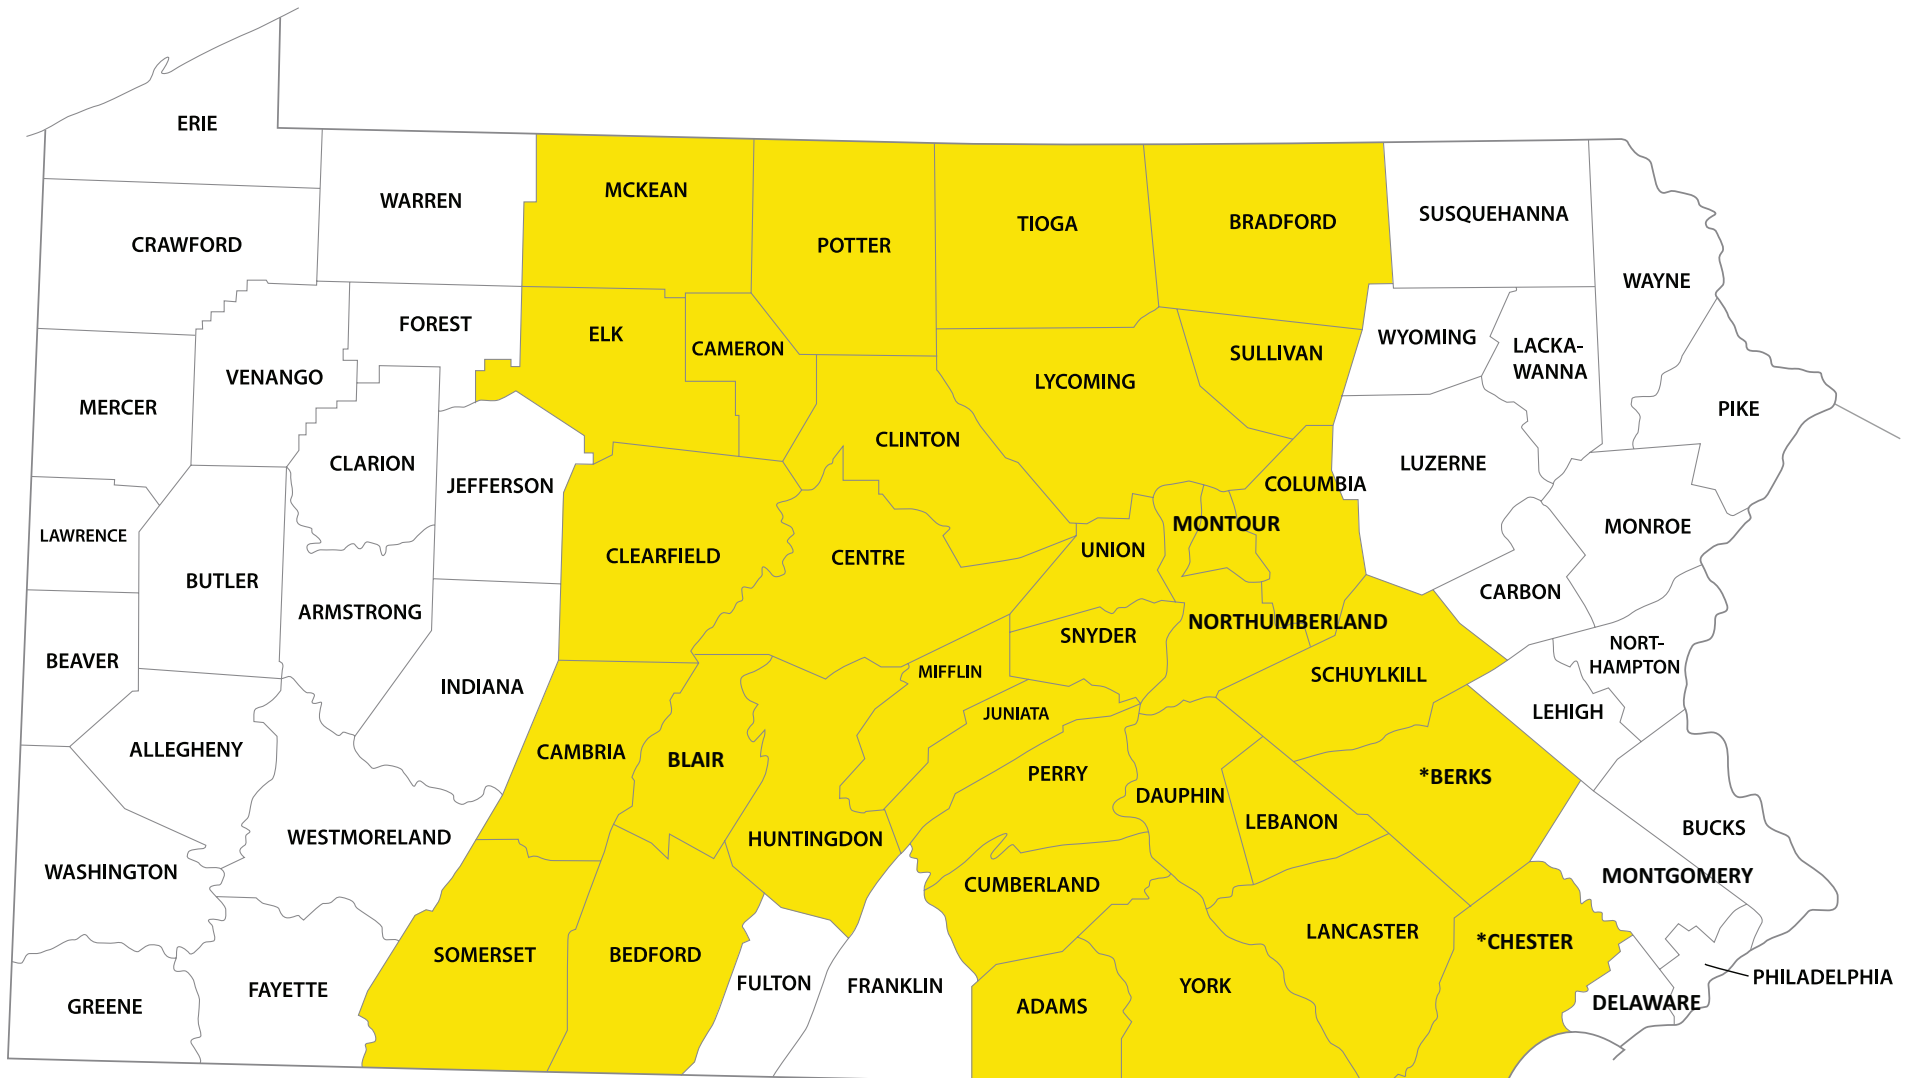 ERIE
WARREN
MCKEAN
POTTER
TIOGA
BRADFORD
SUSQUEHANNA
WAYNE
CRAWFORD
FOREST
ELK
CAMERON
LYCOMING
SULLIVAN
WYOMING
LACKA-
WANNA
PIKE
MERCER
VENANGO
CLARION
JEFFERSON
CLINTON
COLUMBIA
LUZERNE
MONROE
LAWRENCE
BUTLER
ARMSTRONG
CLEARFIELD
CENTRE
UNION
MONTOUR
CARBON
BEAVER
INDIANA
MIFFLIN
SNYDER
NORTHUMBERLAND
SCHUYLKILL
NORT-
HAMPTON
LEHIGH
ALLEGHENY
CAMBRIA
BLAIR
JUNIATA
PERRY
DAUPHIN
LEBANON
*BERKS
BUCKS
WASHINGTON
WESTMORELAND
HUNTINGDON
CUMBERLAND
LANCASTER
MONTGOMERY
*CHESTER
PHILADELPHIA
DELAWARE
GREENE
FAYETTE
SOMERSET
BEDFORD
FULTON
FRANKLIN
ADAMS
YORK